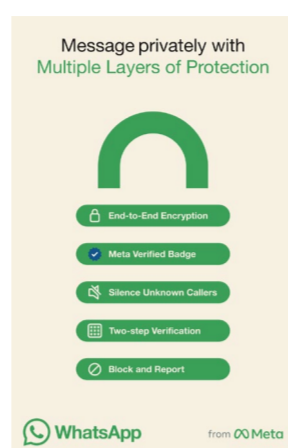 Message privately with
Multiple Layers of Protection
End-to-End Encryption
Meta Verified Badge
Silence Unknown Callers
Two-step Verification
Block and Report
WhatsApp
from Meta